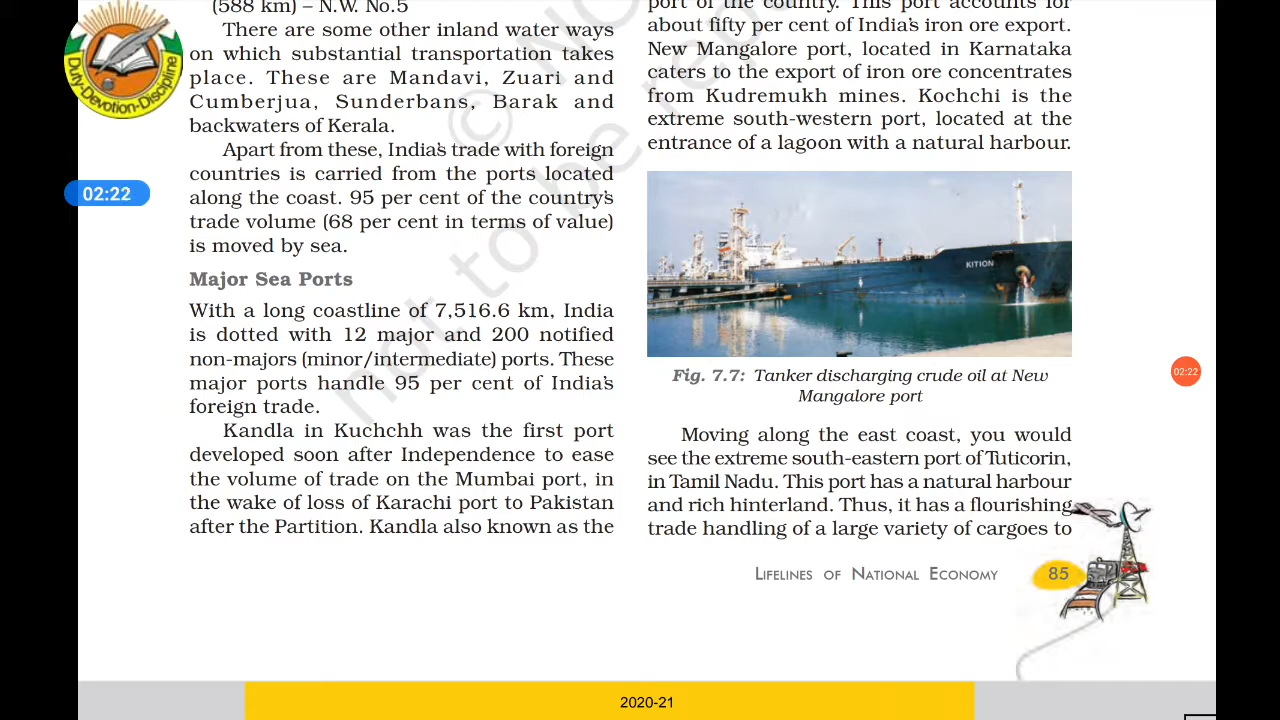 (588 km) – N.W. No.5
There are some other inland water ways
on which substantial transportation takes
place. These are Mandavi, Zuari and
Cumberjua, Sunderbans, Barak and
backwaters of Kerala.
Apart from these, India's trade with foreign
countries is carried from the ports located
along the coast. 95 per cent of the country's
trade volume (68 per cent in terms of value)
is moved by sea.
Major Sea Ports
With a long coastline of 7,516.6 km, India
is dotted with 12 major and 200 notified
non-majors (minor/intermediate) ports. These
major ports handle 95 per cent of India's
foreign trade.
Kandla in Kuchchh was the first port
developed soon after Independence to ease
the volume of trade on the Mumbai port, in
the wake of loss of Karachi port to Pakistan
after the Partition. Kandla also known as the
port of the country. This port accounts for
about fifty per cent of India's iron ore export.
New Mangalore port, located in Karnataka
caters to the export of iron ore concentrates
from Kudremukh mines. Kochchi is the
extreme south-western port, located at the
entrance of a lagoon with a natural harbour.
KITION
Fig. 7.7: Tanker discharging crude oil at New
Mangalore port
Moving along the east coast, you would
see the extreme south-eastern port of Tuticorin,
in Tamil Nadu. This port has a natural harbour
and rich hinterland. Thus, it has a flourishing
trade handling of a large variety of cargoes to
LIFELINES OF NATIONAL ECONOMY 85
2020-21
Duty-Devotion-Discipline
02:22
02:22
©
not to be